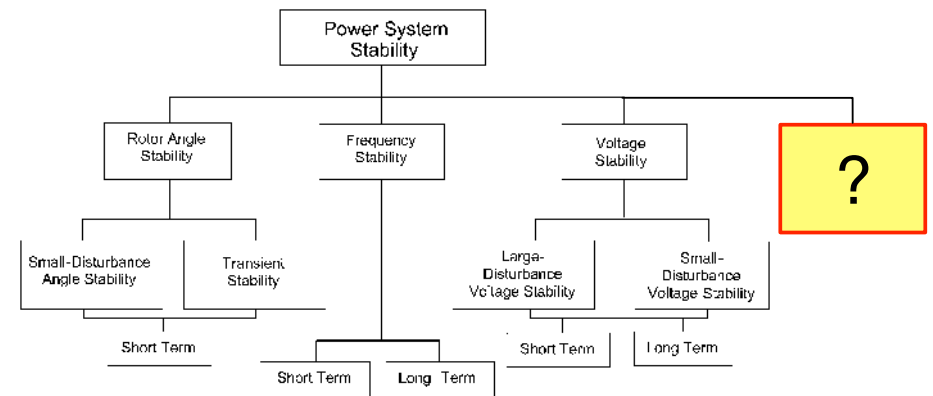 Power System
Stability
Rotor Angle
Stability
Frequency
Stability
Voltage
Stability
?
Small-Disturbance
Angle Stability
Transient
Stability
Large-
Disturbance
Voltage Stability
Small-
Disturbance
Voltage Stability
Short Term
Short Term
Long Term
Short Term
Long Term